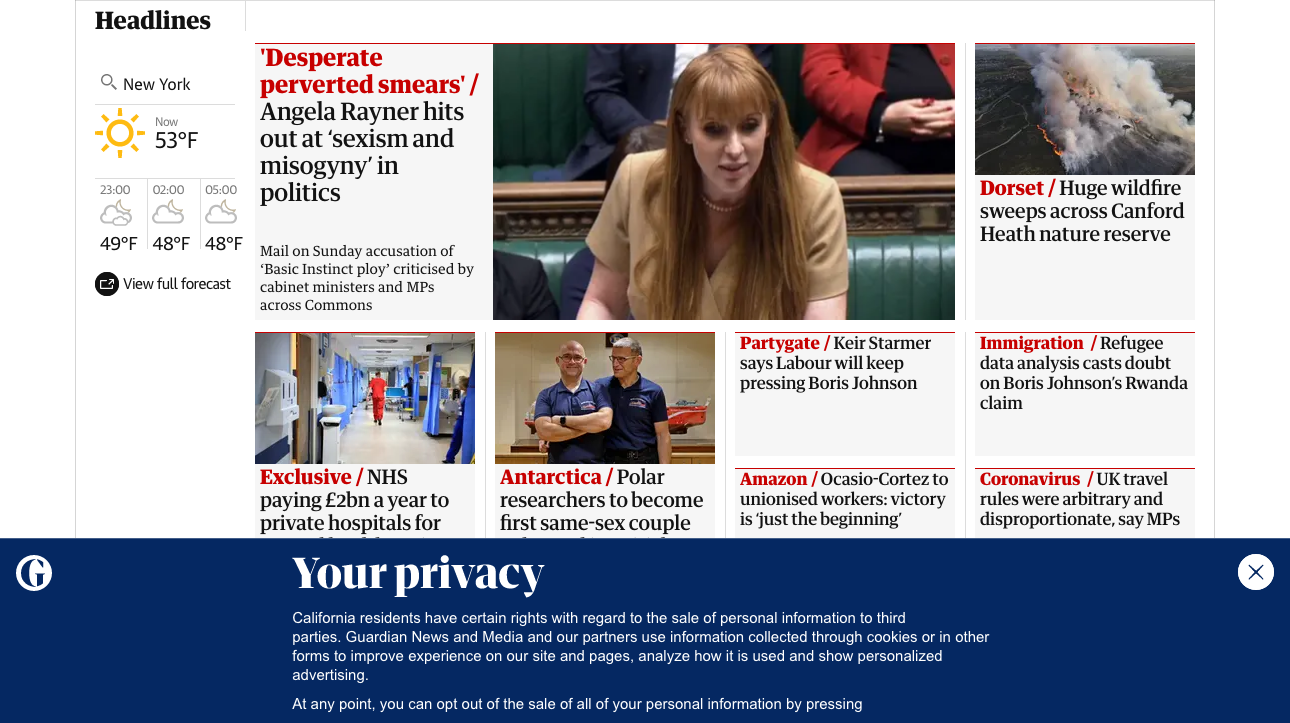 Headlines
New York
Now
53°F
23:00
02:00
05:00
49°F
48°F
48°F
View full forecast
'Desperate
perverted smears' /
Angela Rayner hits
out at ‘sexism and
misogyny’ in
politics
Mail on Sunday accusation of
‘Basic Instinct ploy’ criticised by
cabinet ministers and MPs
across Commons
Dorset / Huge wildfire
sweeps across Canford
Heath nature reserve
Exclusive / NHS
paying £2bn a year to
private hospitals for
Antarctica / Polar
researchers to become
first same-sex couple
Partygate / Keir Starmer
says Labour will keep
pressing Boris Johnson
Immigration / Refugee
data analysis casts doubt
on Boris Johnson’s Rwanda
claim
Amazon / Ocasio-Cortez to
unionised workers: victory
is ‘just the beginning’
Coronavirus / UK travel
rules were arbitrary and
disproportionate, say MPs
Your privacy
California residents have certain rights with regard to the sale of personal information to third
parties. Guardian News and Media and our partners use information collected through cookies or in other
forms to improve experience on our site and pages, analyze how it is used and show personalized
advertising.
At any point, you can opt out of the sale of all of your personal information by pressing